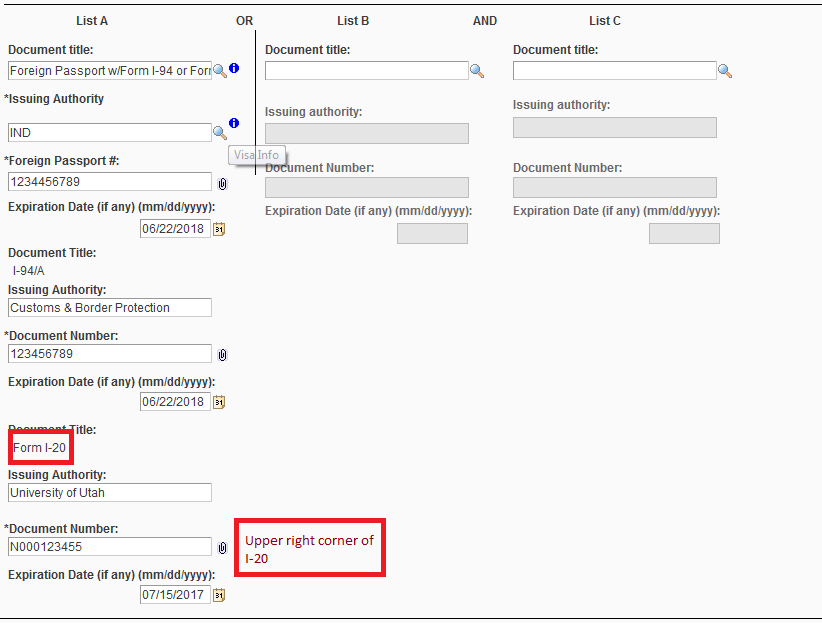 List A OR List B AND List C
Document title: Document title: Document title:
Foreign Passport w/Form I-94 or For
*Issuing Authority
Issuing authority: Issuing authority:
IND
Visa Info
*Foreign Passport #: Document Number: Document Number:
1234456789
Expiration Date (if any) (mm/dd/yyyy): Expiration Date (if any) (mm/dd/yyyy): Expiration Date (if any) (mm/dd/yyyy):
06/22/2018 31
Document Title:
I-94/A
Issuing Authority:
Customs & Border Protection
*Document Number:
123456789
Expiration Date (if any) (mm/dd/yyyy):
06/22/2018 31
Document Title:
Form I-20
Issuing Authority:
University of Utah
*Document Number:
N000123455
Upper right corner of
I-20
Expiration Date (if any) (mm/dd/yyyy):
07/15/2017 31